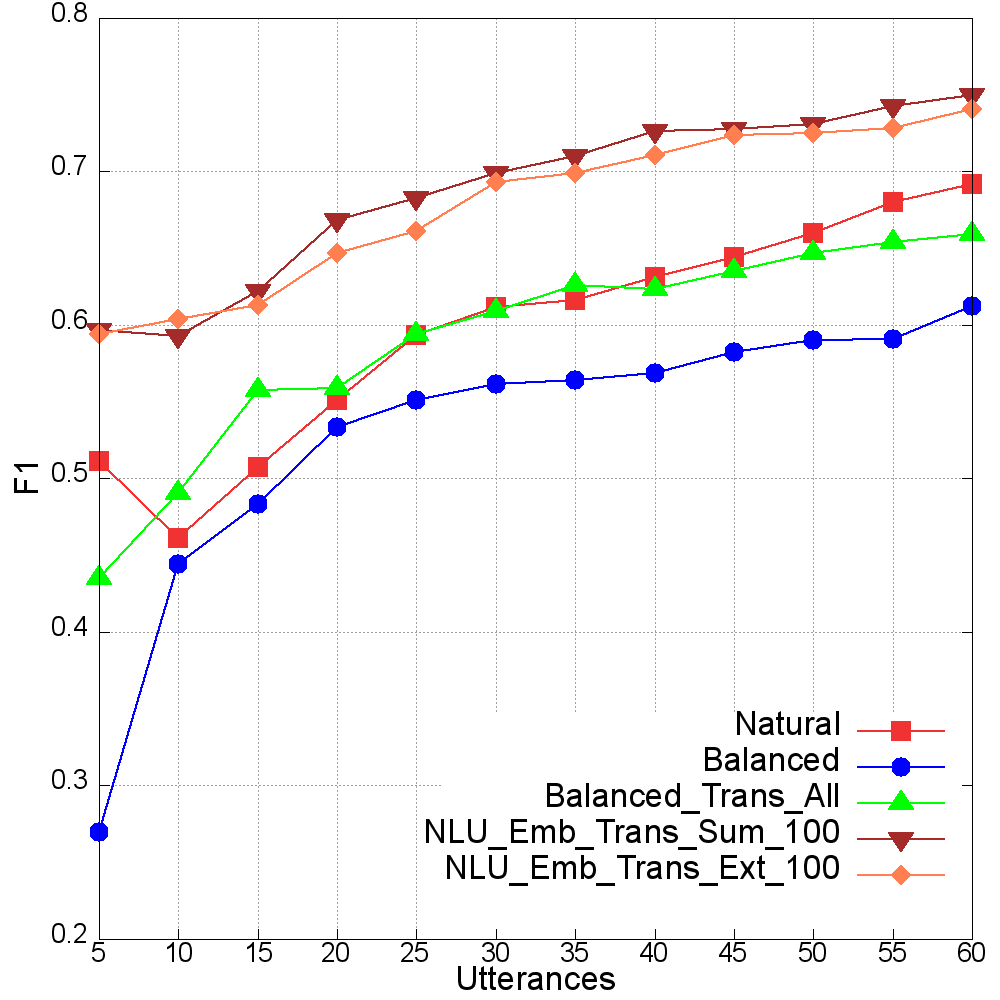 0.8
0.7
0.6
0.5
0.4
0.3
0.2
F1
Natural
Balanced
Balanced_Trans_All
NLU_Emb_Trans_Sum_100
NLU_Emb_Trans_Ext_100
5 10 15 20 25 30 35 40 45 50 55 60
Utterances